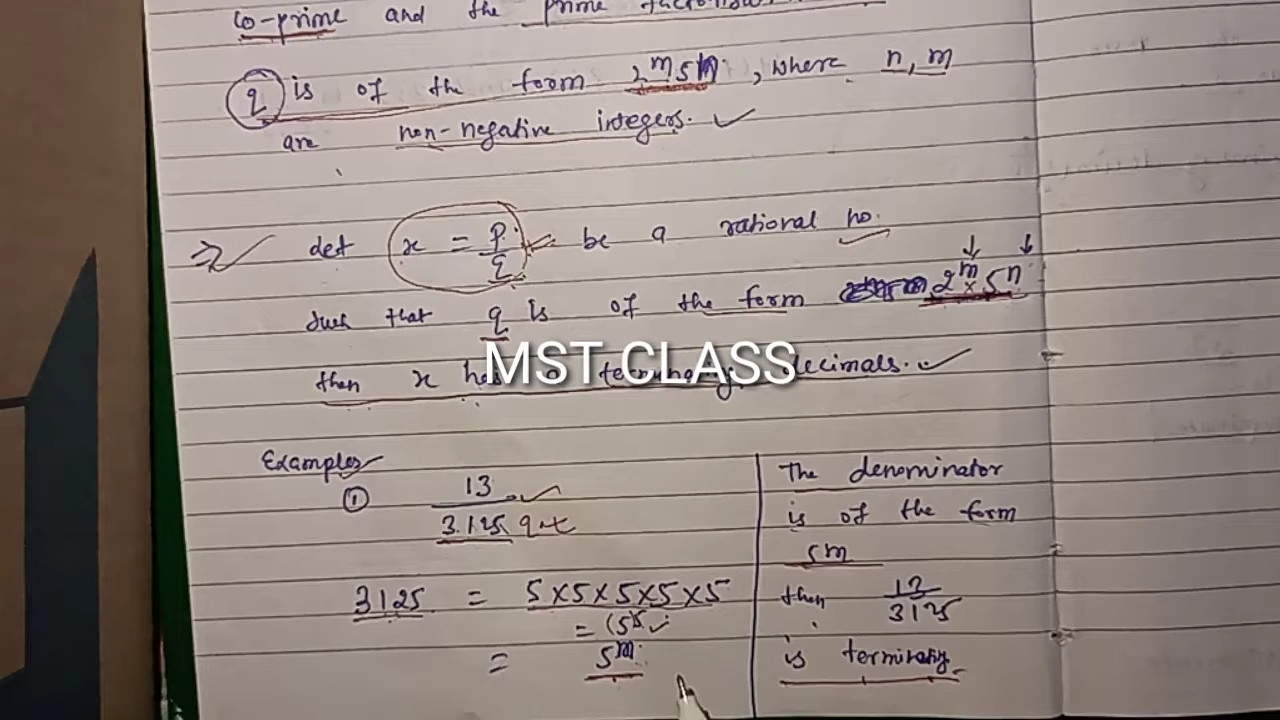 co-prime and the prime
q is of the form 2^m 5^n, where n, m
are non-negative integers.
Let x = p/q be a rational no.
Such that q is of the form 2^m × 5^n
then x has decimals.
MST CLASS
Examples
① 13/3125
3125 = 5×5×5×5×5
= (5)^5
= 5^m
The denominator
is of the form
5^m
then 13/3125
is terminating